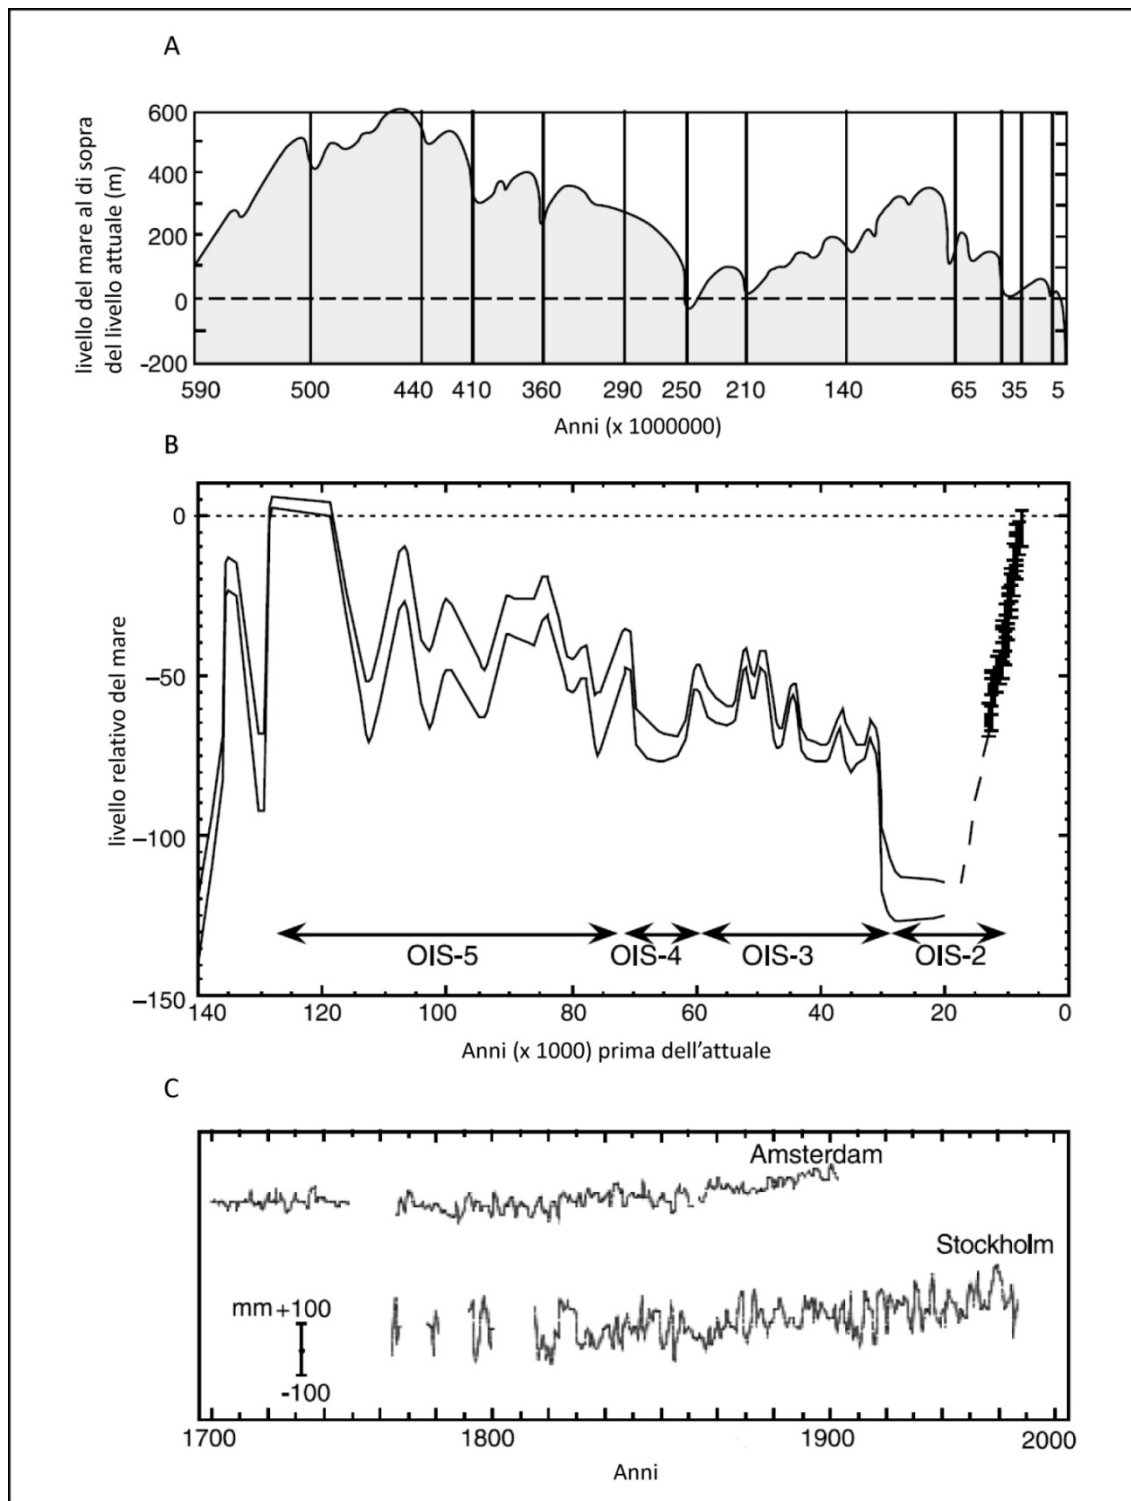 A
livello del mare al di sopra
del livello attuale (m)
600
400
200
0
-200
590 500 440 410 360 290 250 210 140 65 35 5
Anni (x 1000000)
B
livello relativo del mare
0
−50
−100
−150
OIS-5 OIS-4 OIS-3 OIS-2
140 120 100 80 60 40 20 0
Anni (x 1000) prima dell'attuale
C
Amsterdam
Stockholm
mm +100
-100
1700 1800 1900 2000
Anni